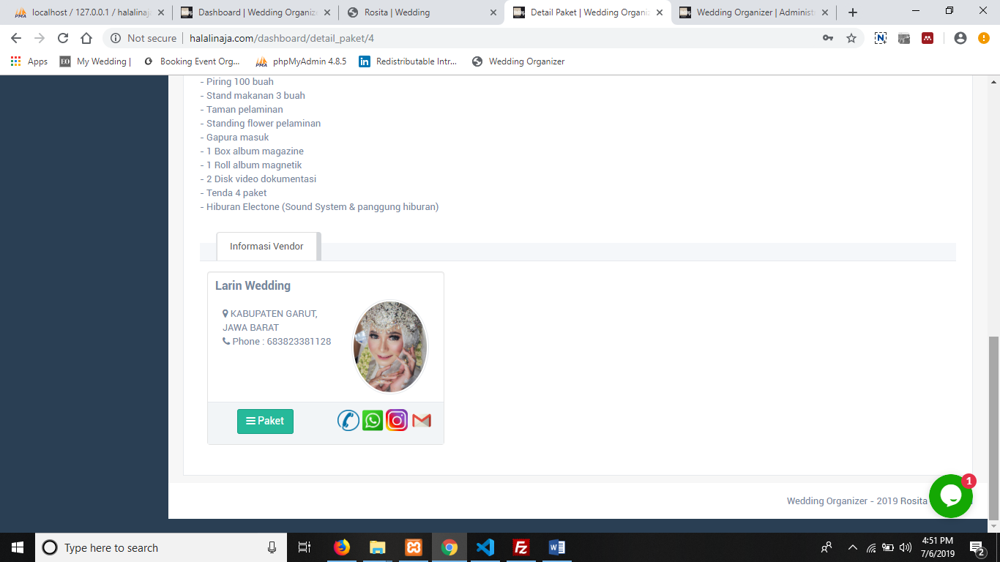 localhost / 127.0.0.1 / halalinaja
Dashboard | Wedding Organiz
Rosita | Wedding
Detail Paket | Wedding Organiz
Wedding Organizer | Administ
Not secure | halalinaja.com/dashboard/detail_paket/4
Apps
EO My Wedding |
Booking Event Org...
phpMyAdmin 4.8.5
Redistributable Intr...
Wedding Organizer
- Piring 100 buah
- Stand makanan 3 buah
- Taman pelaminan
- Standing flower pelaminan
- Gapura masuk
- 1 Box album magazine
- 1 Roll album magnetik
- 2 Disk video dokumentasi
- Tenda 4 paket
- Hiburan Electone (Sound System & panggung hiburan)
Informasi Vendor
Larin Wedding
KABUPATEN GARUT,
JAWA BARAT
Phone : 683823381128
Paket
1
Wedding Organizer - 2019 Rosita
Type here to search
4:51 PM
7/6/2019
2